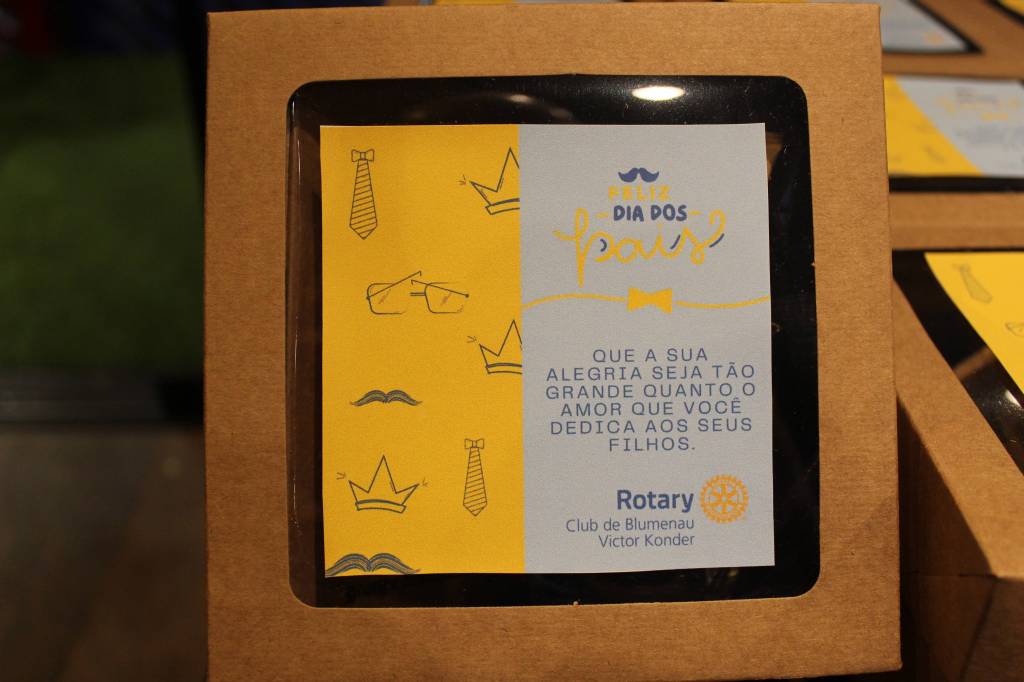 FELIZ
DIA DOS
pais
QUE A SUA
ALEGRIA SEJA TÃO
GRANDE QUANTO O
AMOR QUE VOCÊ
DEDICA AOS SEUS
FILHOS.
Rotary
Club de Blumenau
Victor Konder